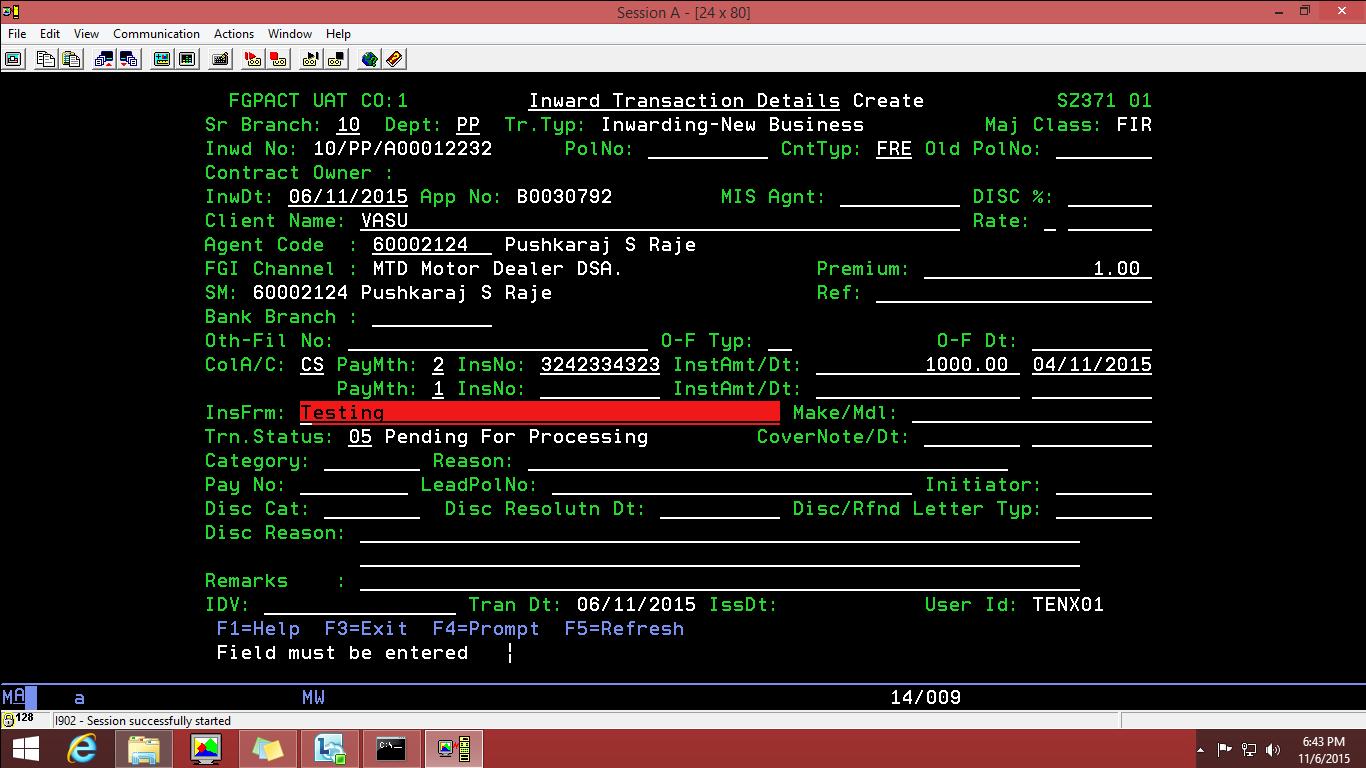 Session A - [24 x 80]
File Edit View Communication Actions Window Help
FGPACT UAT CO:1 Inward Transaction Details Create SZ371 01
Sr Branch: 10 Dept: PP Tr.Typ: Inwarding-New Business Maj Class: FIR
Inwd No: 10/PP/A00012232 PolNo: CntTyp: FRE Old PolNo:
Contract Owner :
InwDt: 06/11/2015 App No: B0030792 MIS Agnt: DISC %:
Client Name: VASU Rate:
Agent Code : 60002124 Pushkaraj S Raje
FGI Channel : MTD Motor Dealer DSA. Premium: 1.00
SM: 60002124 Pushkaraj S Raje Ref:
Bank Branch :
Oth-Fil No: O-F Typ: O-F Dt:
ColA/C: CS PayMth: 2 InsNo: 3242334323 InstAmt/Dt: 1000.00 04/11/2015
PayMth: 1 InsNo: InstAmt/Dt:
InsFrm: Testing Make/Mdl:
Trn.Status: 05 Pending For Processing CoverNote/Dt:
Category: Reason:
Pay No: LeadPolNo: Initiator:
Disc Cat: Disc Resolutn Dt: Disc/Rfnd Letter Typ:
Disc Reason:
Remarks :
IDV: Tran Dt: 06/11/2015 IssDt: User Id: TENX01
F1=Help F3=Exit F4=Prompt F5=Refresh
Field must be entered
MA a MW 14/009
128 I902 - Session successfully started
C:\_
6:43 PM
11/6/2015